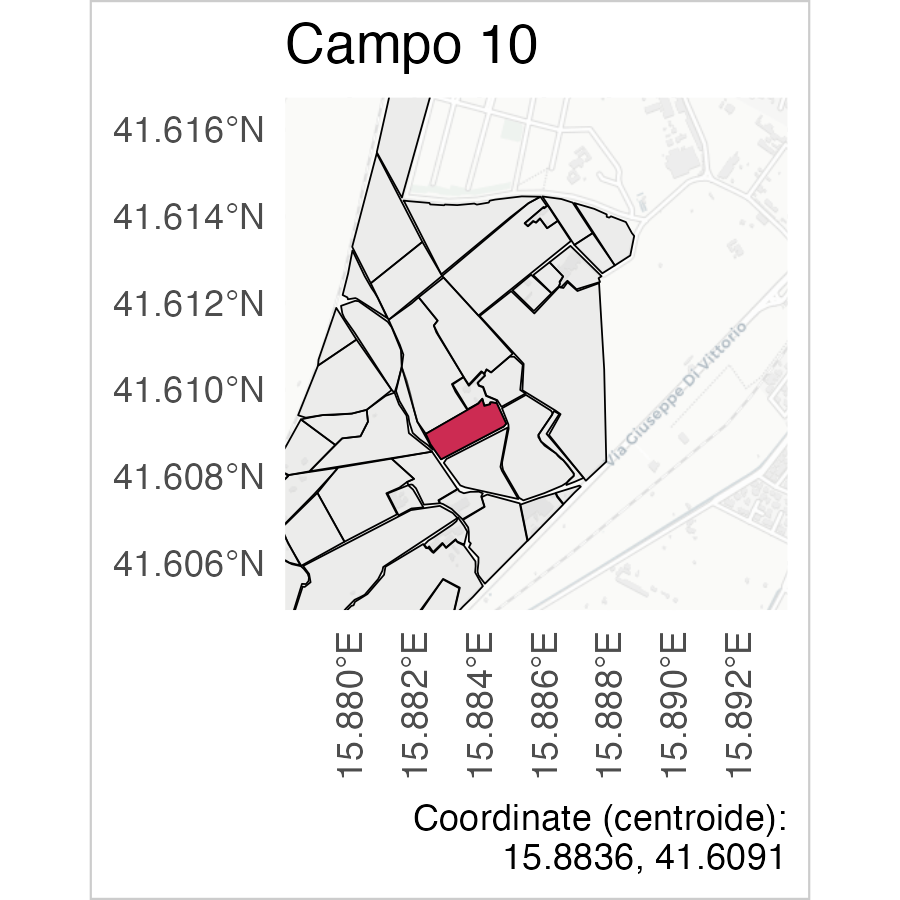 Campo 10
41.616°N
41.614°N
41.612°N
41.610°N
41.608°N
41.606°N
Via Giuseppe Di Vittorio
15.880°E
15.882°E
15.884°E
15.886°E
15.888°E
15.890°E
15.892°E
Coordinate (centroide):
15.8836, 41.6091